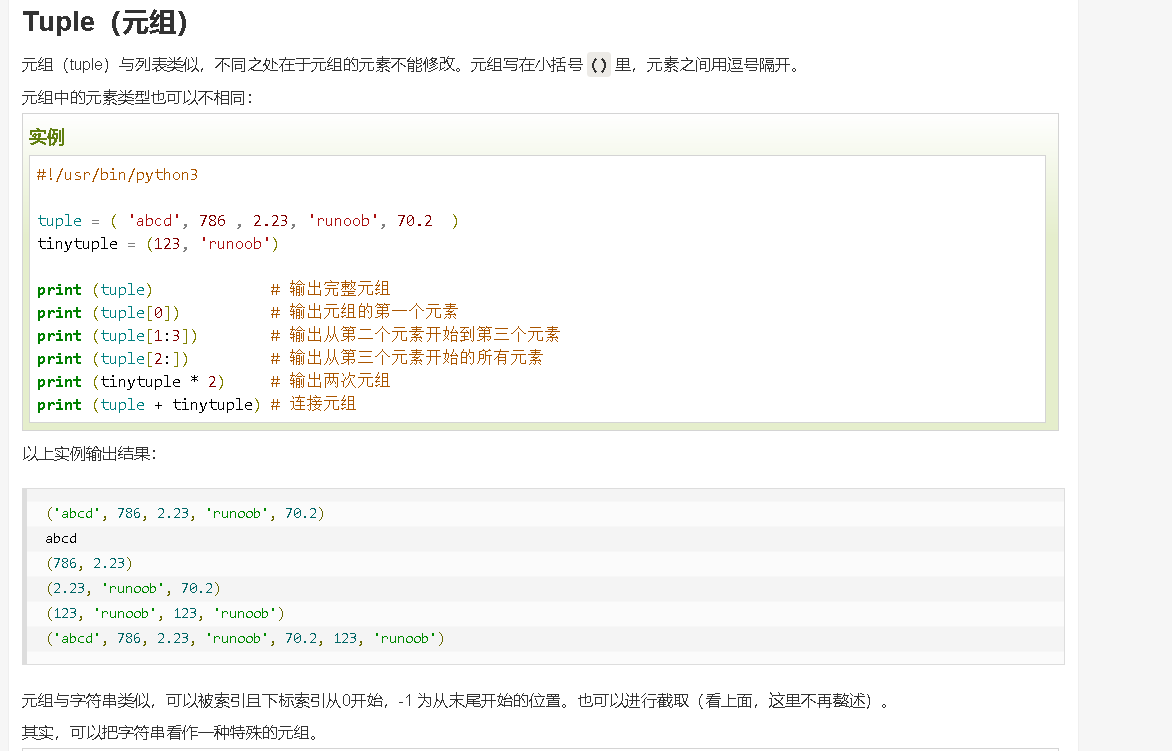 Tuple（元组）
元组（tuple）与列表类似，不同之处在于元组的元素不能修改。元组写在小括号 () 里，元素之间用逗号隔开。
元组中的元素类型也可以不相同：
实例
#!/usr/bin/python3
tuple = ( 'abcd', 786 , 2.23, 'runoob', 70.2  )
tinytuple = (123, 'runoob')
print (tuple)             # 输出完整元组
print (tuple[0])          # 输出元组的第一个元素
print (tuple[1:3])        # 输出从第二个元素开始到第三个元素
print (tuple[2:])         # 输出从第三个元素开始的所有元素
print (tinytuple * 2)     # 输出两次元组
print (tuple + tinytuple) # 连接元组
以上实例输出结果：
('abcd', 786, 2.23, 'runoob', 70.2)
abcd
(786, 2.23)
(2.23, 'runoob', 70.2)
(123, 'runoob', 123, 'runoob')
('abcd', 786, 2.23, 'runoob', 70.2, 123, 'runoob')
元组与字符串类似，可以被索引且下标索引从0开始，-1 为从末尾开始的位置。也可以进行截取（看上面，这里不再赘述）。
其实，可以把字符串看作一种特殊的元组。